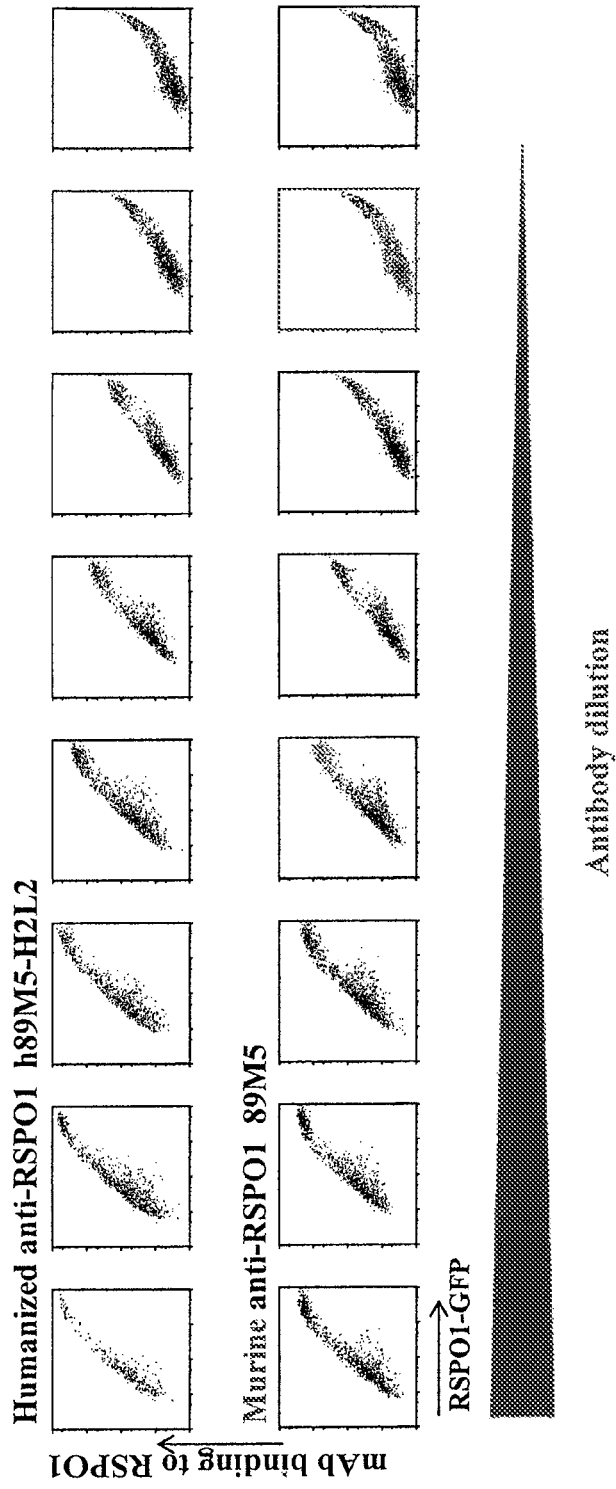 Humanized anti-RSPO1 h89M5-H2L2
Murine anti-RSPO1 89M5
mAb binding to RSPO1
RSPO1-GFP
Antibody dilution